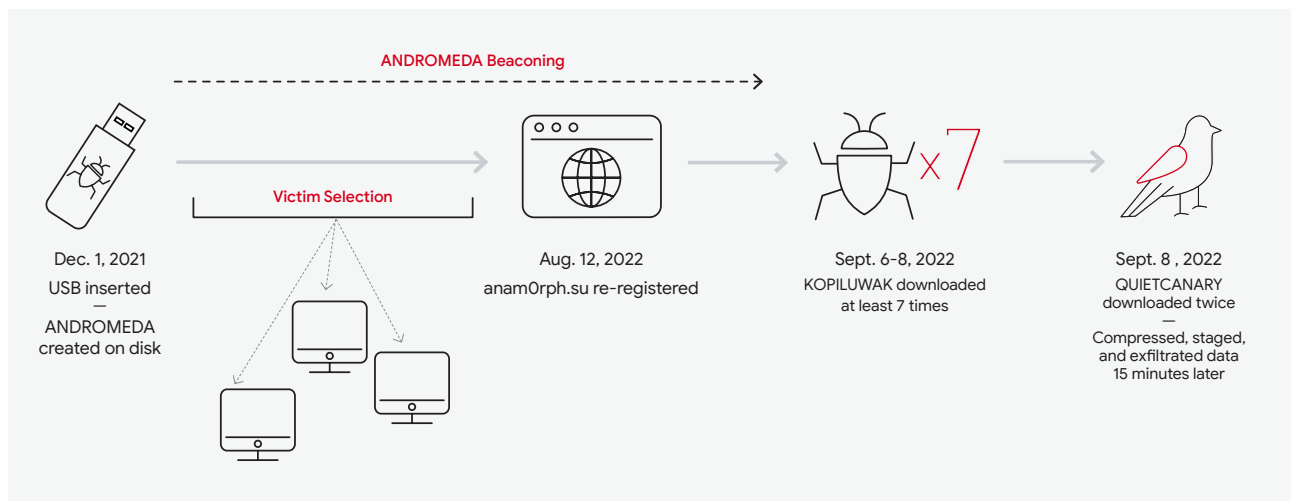 ANDROMEDA Beaconing
Victim Selection
x7
Dec. 1, 2021
USB inserted
—
ANDROMEDA
created on disk
Aug. 12, 2022
anam0rph.su re-registered
Sept. 6-8, 2022
KOPILUWAK downloaded
at least 7 times
Sept. 8 , 2022
QUIETCANARY
downloaded twice
—
Compressed, staged,
and exfiltrated data
15 minutes later